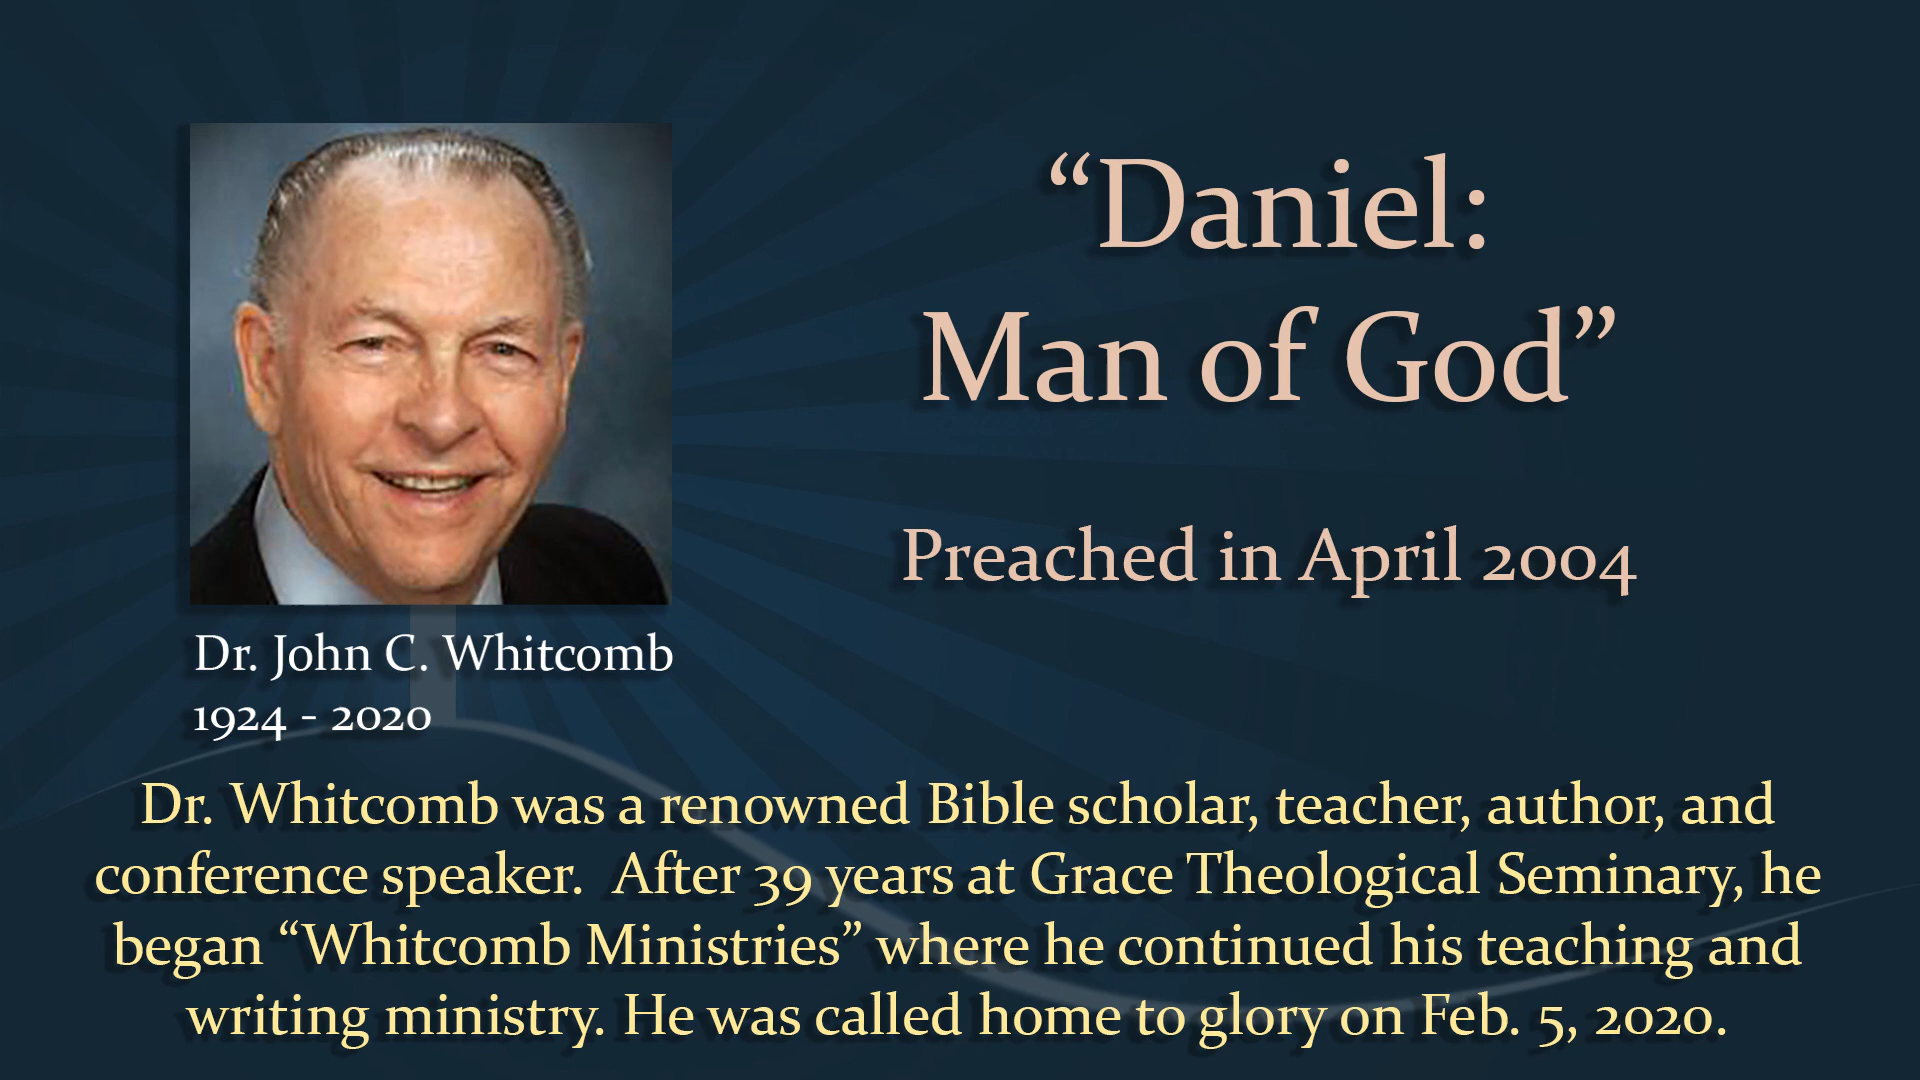 “Daniel:
Man of God”
Preached in April 2004
Dr. John C. Whitcomb
1924 - 2020
Dr. Whitcomb was a renowned Bible scholar, teacher, author, and
conference speaker.  After 39 years at Grace Theological Seminary, he
began “Whitcomb Ministries” where he continued his teaching and
writing ministry. He was called home to glory on Feb. 5, 2020.